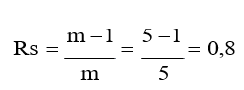 Rs = m – 1 / m = 5 – 1 / 5 = 0,8